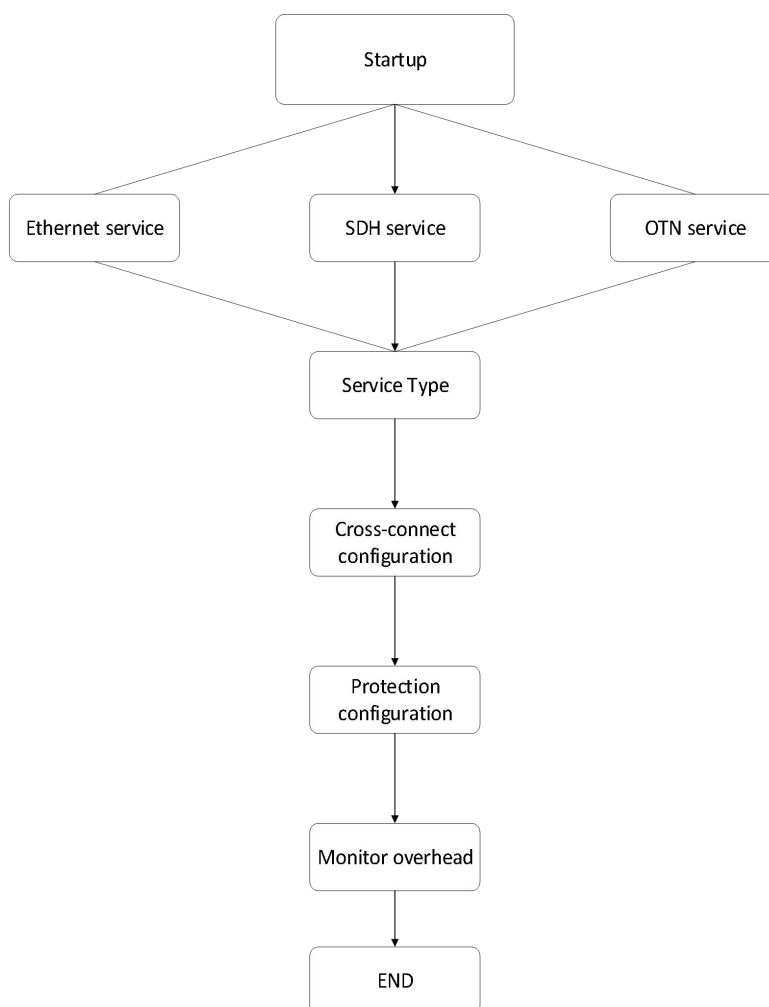 Startup
Ethernet service
SDH service
OTN service
Service Type
Cross-connect
configuration
Protection
configuration
Monitor overhead
END